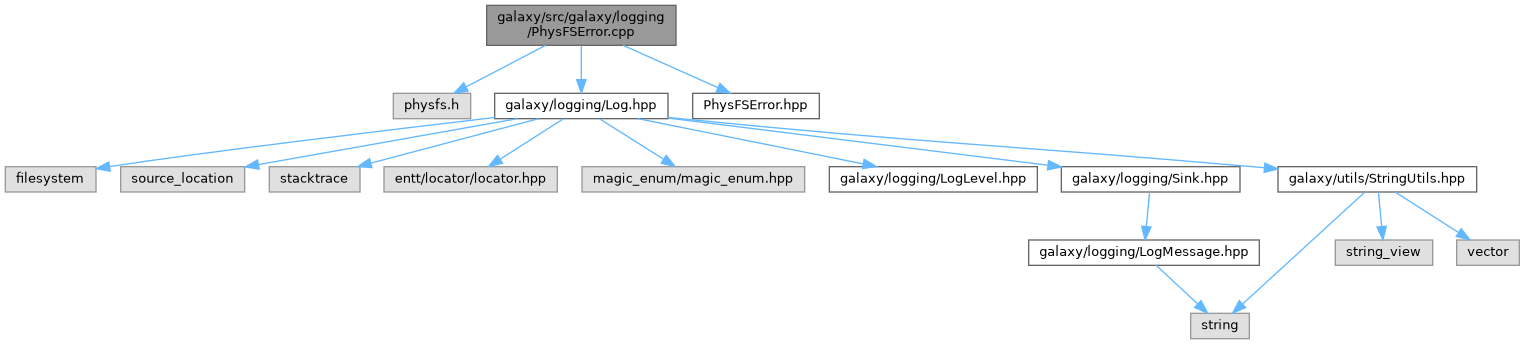 galaxy/src/galaxy/logging
/PhysFSError.cpp
physfs.h
galaxy/logging/Log.hpp
PhysFSError.hpp
filesystem
source_location
stacktrace
entt/locator/locator.hpp
magic_enum/magic_enum.hpp
galaxy/logging/LogLevel.hpp
galaxy/logging/Sink.hpp
galaxy/utils/StringUtils.hpp
galaxy/logging/LogMessage.hpp
string_view
vector
string